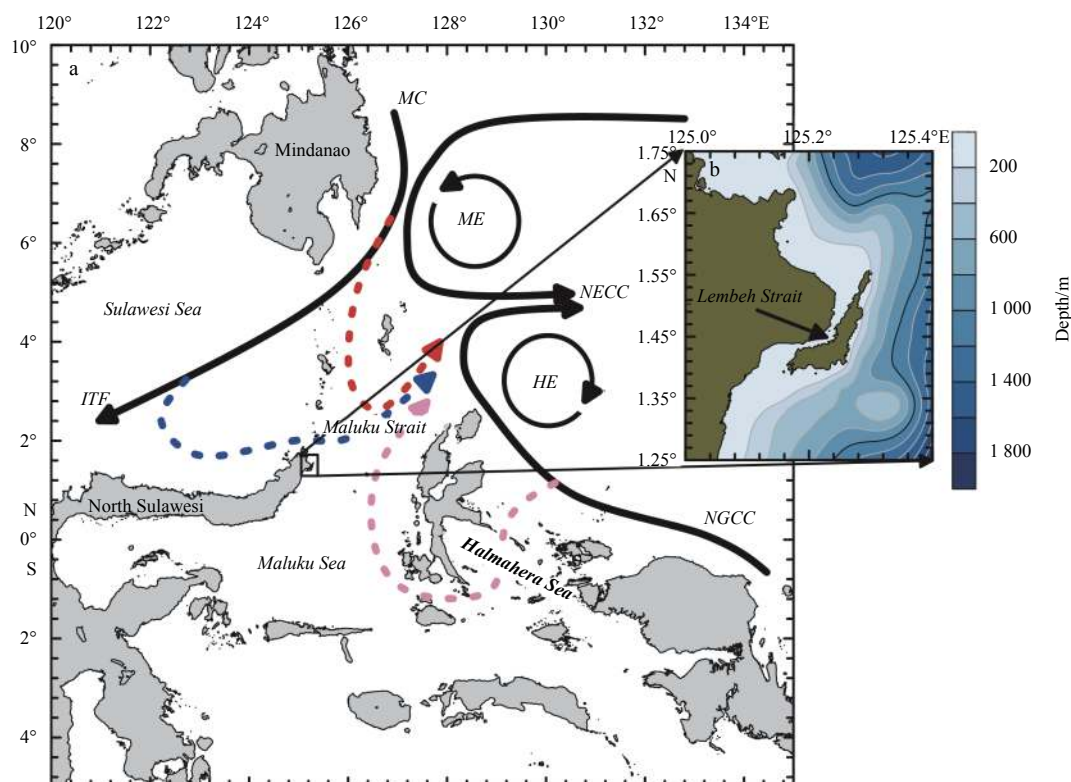 120° 122° 124° 126° 128° 130° 132° 134°E
10°
a
MC
8°
Mindanao
125.0° 125.2° 125.4°E
1.75°
N
b
200
1.65°
ME
6°
600
1.55°
NECC
Sulawesi Sea
Lembeh Strait
1 000
Depth/m
1.45°
4°
HE
1 400
ITF
1.35°
Maluku Strait
2°
1 800
1.25°
North Sulawesi
N
NGCC
0°
Halmahera Sea
Maluku Sea
S
2°
4°